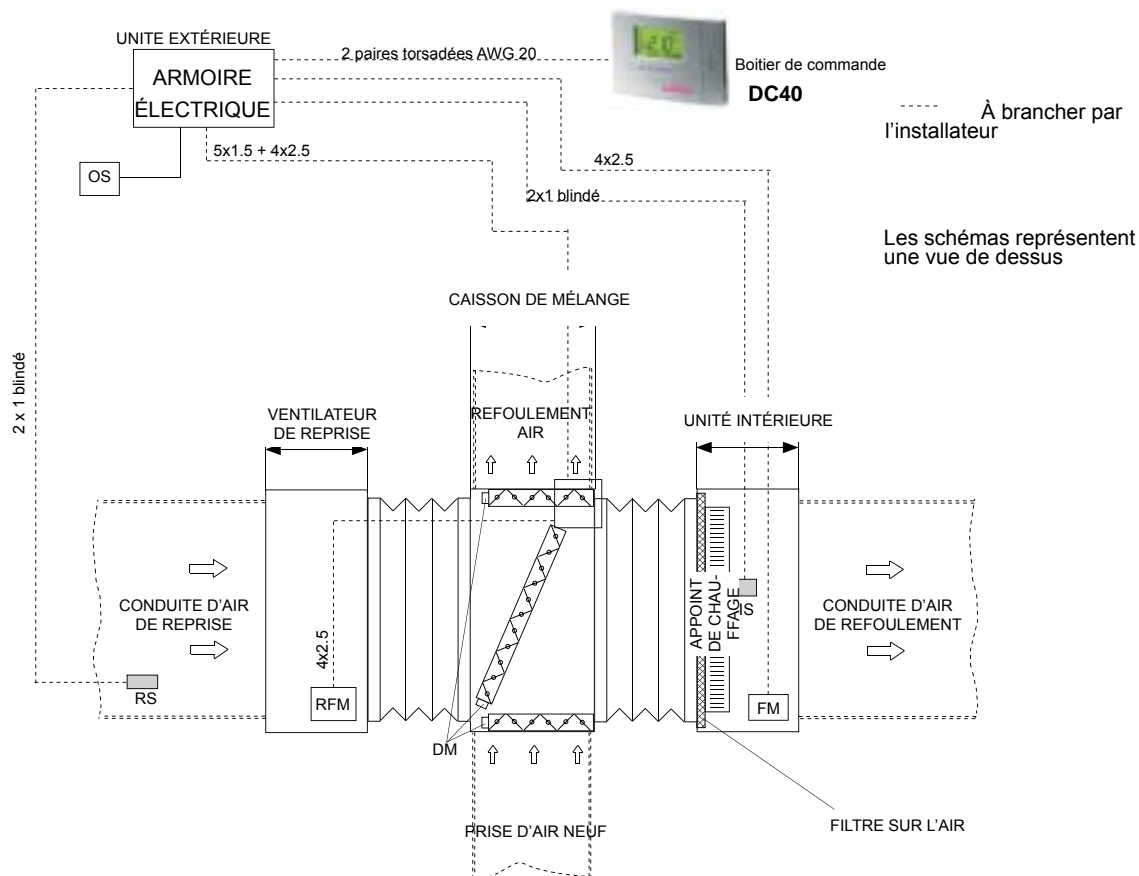 UNITE EXTÉRIEURE
ARMOIRE
ÉLECTRIQUE
2 paires torsadées AWG 20
Boitier de commande
DC40
À brancher par
l'installateur
5x1.5 + 4x2.5
4x2.5
OS
2x1 blindé
Les schémas représentent
une vue de dessus
CAISSON DE MÉLANGE
2 x 1 blindé
VENTILATEUR
DE REPRISE
REFOULEMENT
AIR
UNITÉ INTÉRIEURE
CONDUITE D'AIR
DE REPRISE
4x2.5
APPOINT
DE CHAU-
FFAGE
IS
CONDUITE D'AIR
DE REFOULEMENT
RS
RFM
FM
DM
PRISE D'AIR NEUF
FILTRE SUR L'AIR